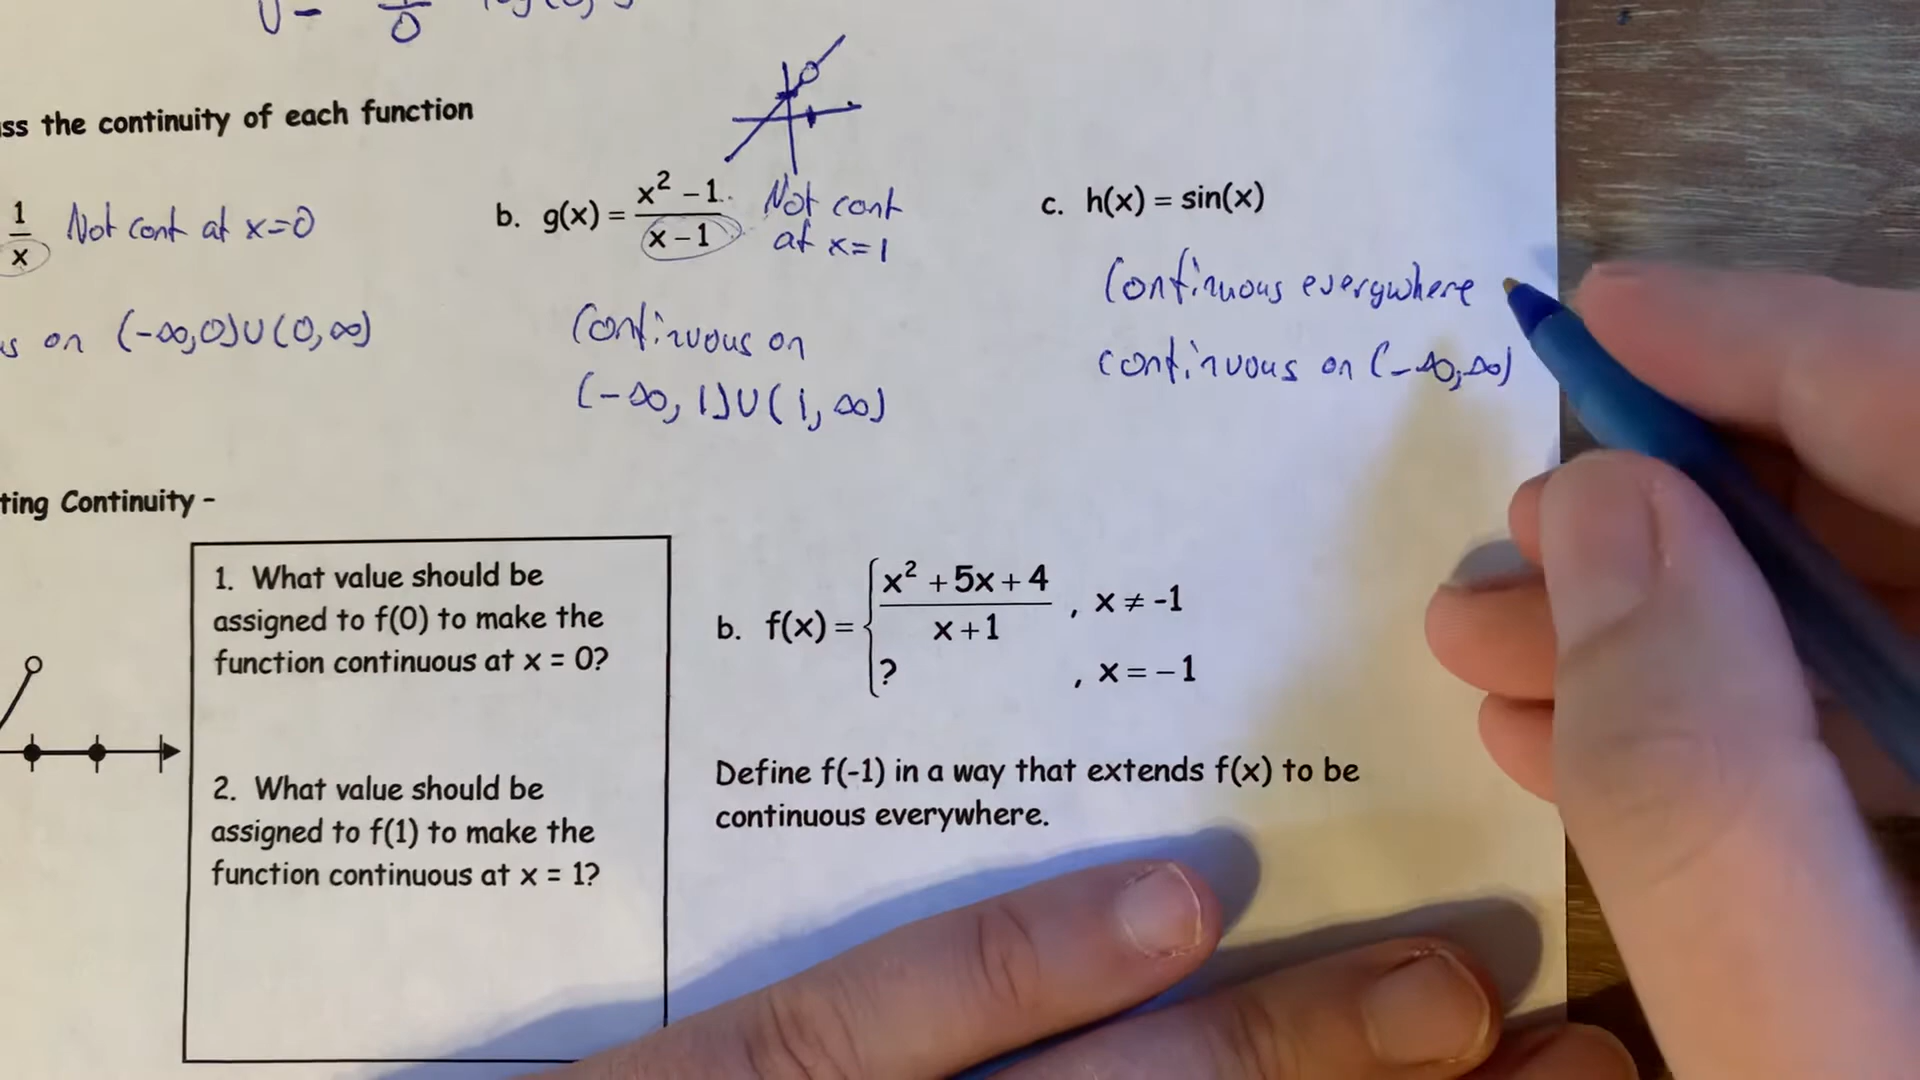 ss the continuity of each function
1/x Not cont at x=0
on (-∞,0)∪(0,∞)
b. g(x) = (x² - 1)/(x - 1)
Not cont
at x=1
Continuous on
(-∞, 1)∪(1, ∞)
c. h(x) = sin(x)
Continuous everywhere
continuous on (-∞,∞)
ting Continuity -
1. What value should be
assigned to f(0) to make the
function continuous at x = 0?
2. What value should be
assigned to f(1) to make the
function continuous at x = 1?
b. f(x) = { (x² + 5x + 4)/(x + 1) , x ≠ -1
? , x = -1
Define f(-1) in a way that extends f(x) to be
continuous everywhere.